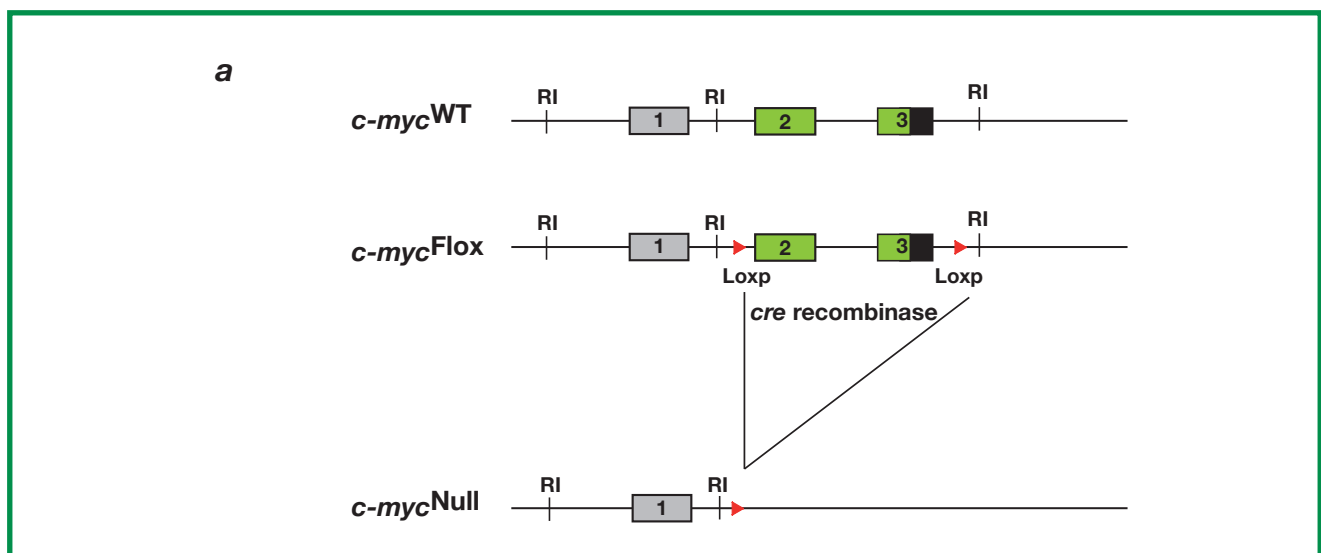 a
RI RI RI
c-mycWT 1 2 3
RI RI RI
c-mycFlox 1 2 3
Loxp Loxp
cre recombinase
RI RI
c-mycNull 1